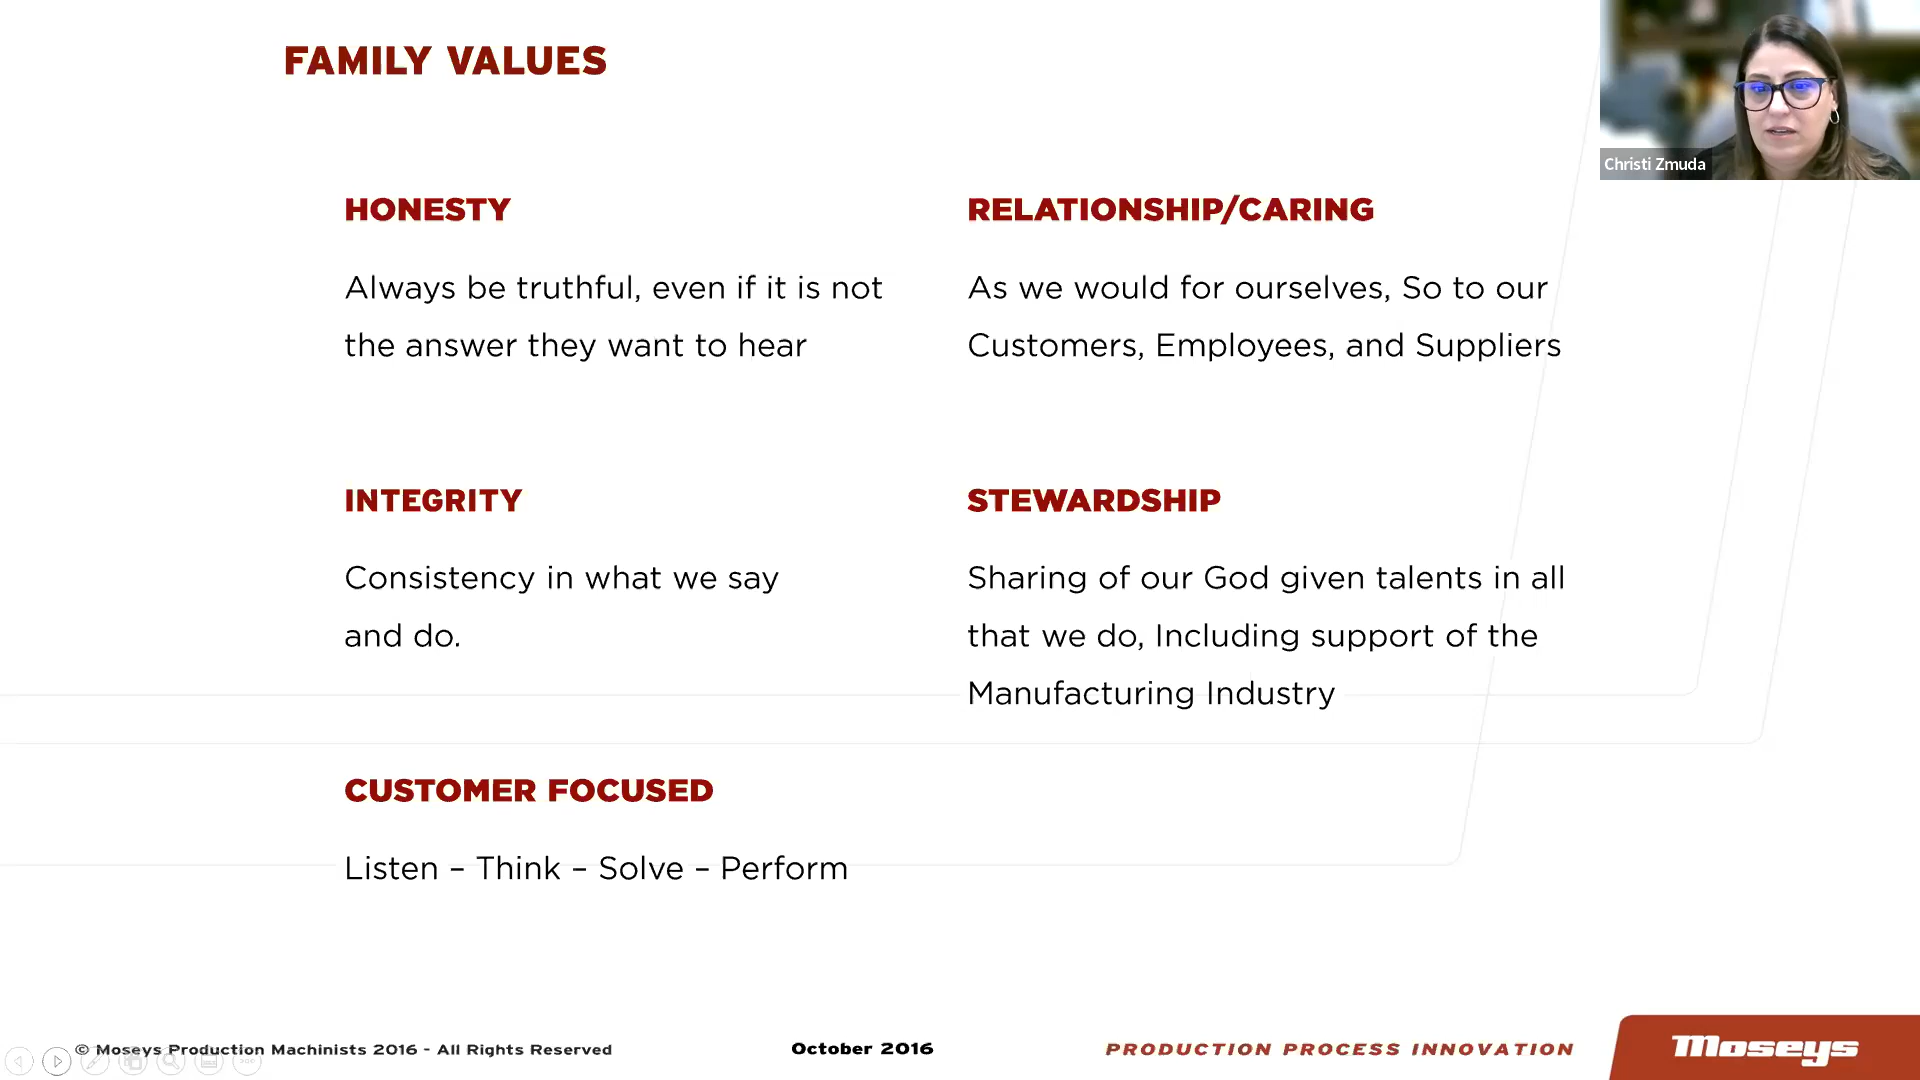 FAMILY VALUES
Christi Zmuda
HONESTY
Always be truthful, even if it is not
the answer they want to hear
RELATIONSHIP/CARING
As we would for ourselves, So to our
Customers, Employees, and Suppliers
INTEGRITY
Consistency in what we say
and do.
STEWARDSHIP
Sharing of our God given talents in all
that we do, Including support of the
Manufacturing Industry
CUSTOMER FOCUSED
Listen – Think – Solve – Perform
© Moseys Production Machinists 2016 - All Rights Reserved
October 2016
PRODUCTION PROCESS INNOVATION
Moseys